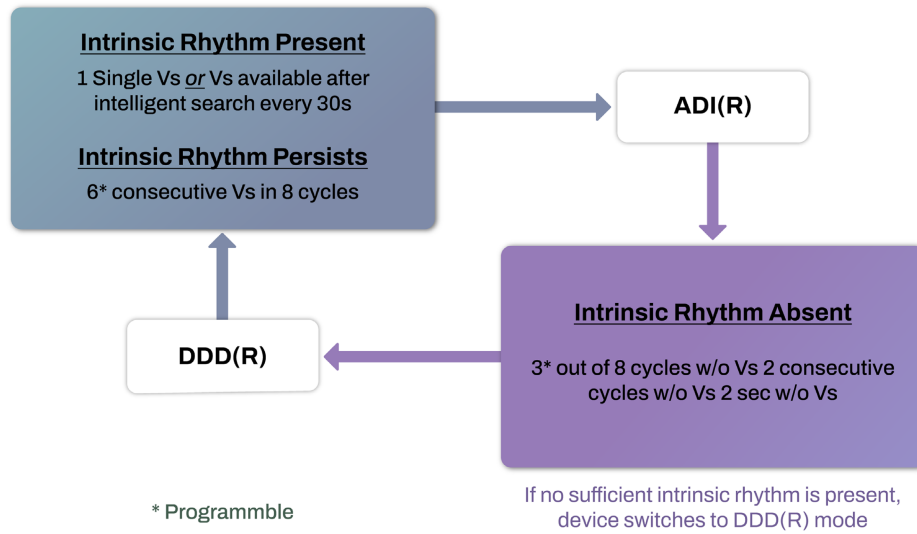 Intrinsic Rhythm Present
1 Single Vs or Vs available after
intelligent search every 30s
Intrinsic Rhythm Persists
6* consecutive Vs in 8 cycles
ADI(R)
Intrinsic Rhythm Absent
3* out of 8 cycles w/o Vs 2 consecutive
cycles w/o Vs 2 sec w/o Vs
DDD(R)
* Programmble
If no sufficient intrinsic rhythm is present,
device switches to DDD(R) mode